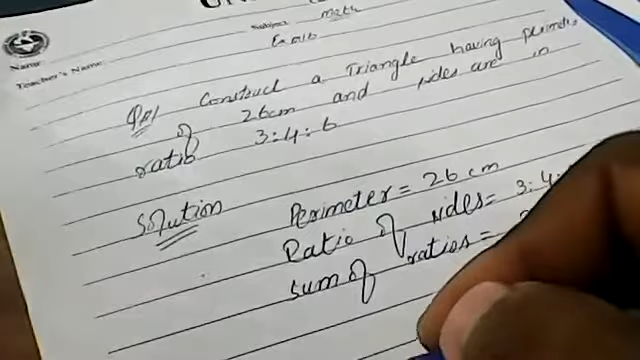 Subject math
Name
Teacher's Name
Construct a Triangle having perimeter
of 26cm and sides are in
ratio 3:4:6
Solution Perimeter = 26 cm
Ratio of sides = 3:4:
sum of ratios =